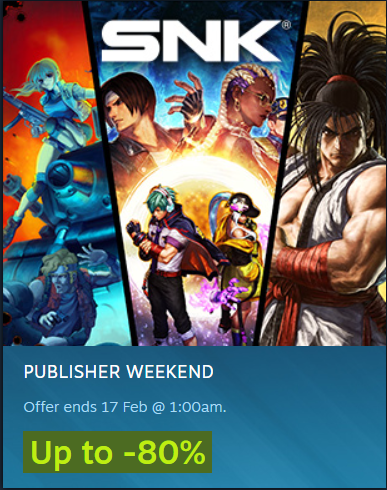 SNK®
PUBLISHER WEEKEND
Offer ends 17 Feb @ 1:00am.
Up to -80%